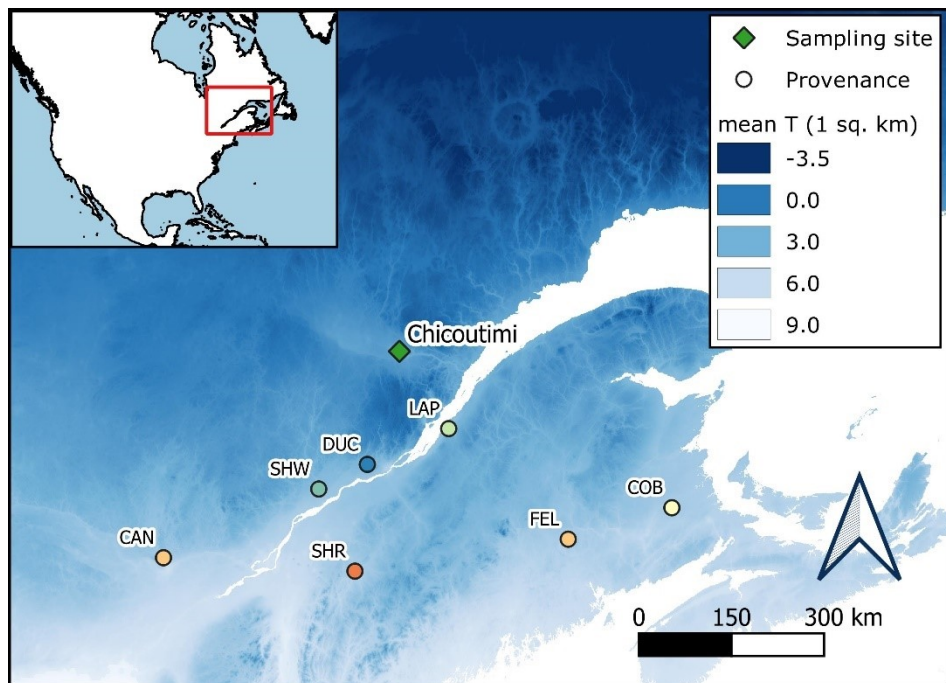 Sampling site
Provenance
mean T (1 sq. km)
-3.5
0.0
3.0
6.0
9.0
Chicoutimi
LAP
DUC
SHW
COB
FEL
CAN
SHR
0 150 300 km